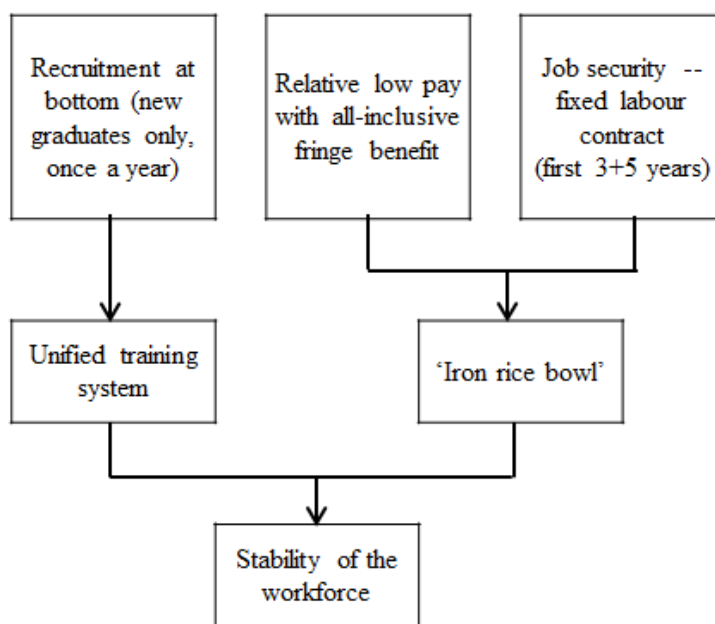 Recruitment at
bottom (new
graduates only,
once a year)
Relative low pay
with all-inclusive
fringe benefit
Job security --
fixed labour
contract
(first 3+5 years)
Unified training
system
‘Iron rice bowl’
Stability of the
workforce